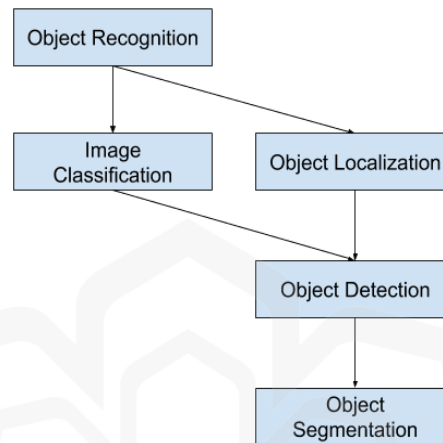 Object Recognition
Image
Classification
Object Localization
Object Detection
Object
Segmentation